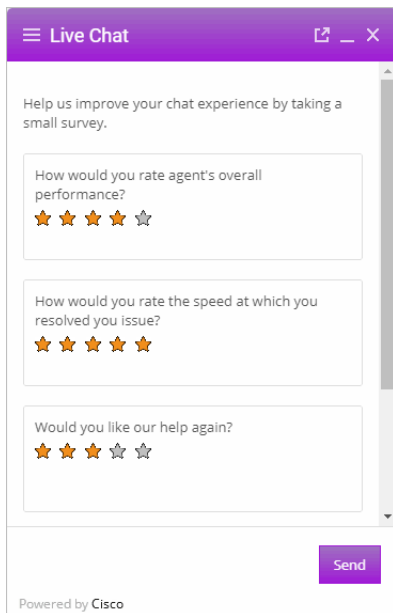 Live Chat
Help us improve your chat experience by taking a
small survey.
How would you rate agent's overall
performance?
How would you rate the speed at which you
resolved you issue?
Would you like our help again?
Send
Powered by Cisco